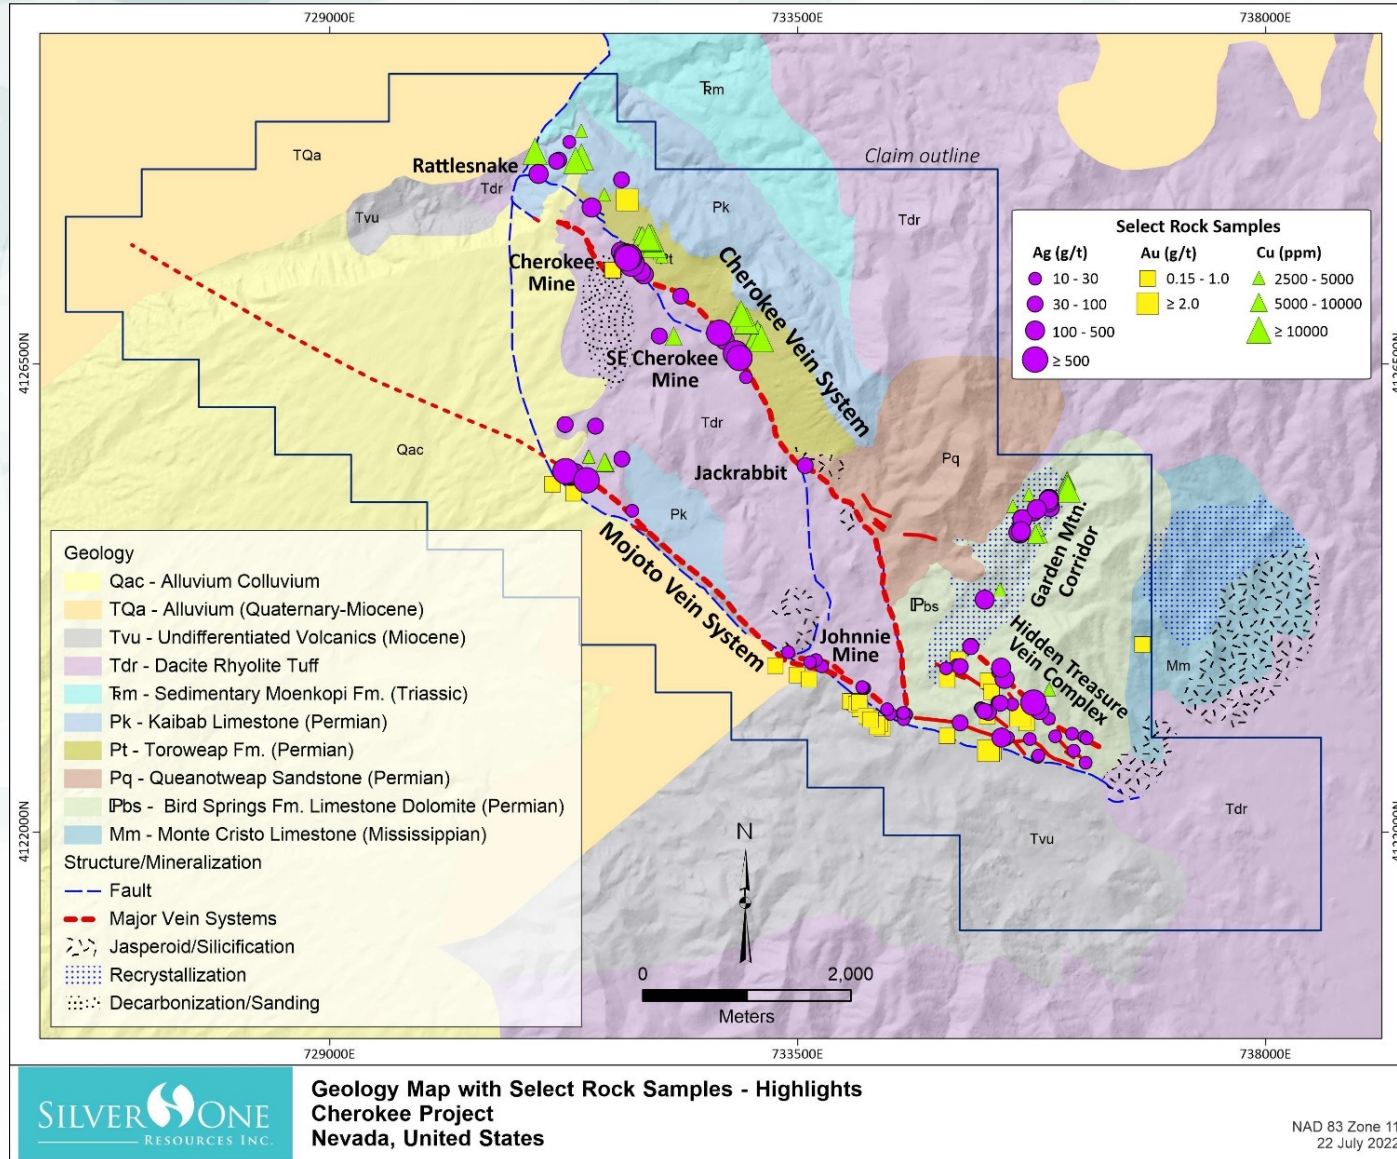 729000E
733500E
738000E
Ꞧm
Claim outline
TQa
Rattlesnake
Tdr
Tvu
Pk
Tdr
Select Rock Samples
Ag (g/t)
Au (g/t)
Cu (ppm)
10 - 30
0.15 - 1.0
2500 - 5000
30 - 100
≥ 2.0
5000 - 10000
100 - 500
≥ 10000
≥ 500
Cherokee
Mine
Pt
Cherokee Vein System
4126500N
4126500N
SE Cherokee
Mine
Qac
Tdr
Jackrabbit
Pq
Pk
Mojoto Vein System
Garden Mtn.
Corridor
ℙbs
Johnnie
Mine
Hidden Treasure
Vein Complex
Mm
Tdr
Tvu
4122000N
4122000N
Geology
Qac - Alluvium Colluvium
TQa - Alluvium (Quaternary-Miocene)
Tvu - Undifferentiated Volcanics (Miocene)
Tdr - Dacite Rhyolite Tuff
Ꞧm - Sedimentary Moenkopi Fm. (Triassic)
Pk - Kaibab Limestone (Permian)
Pt - Toroweap Fm. (Permian)
Pq - Queanotweap Sandstone (Permian)
ℙbs - Bird Springs Fm. Limestone Dolomite (Permian)
Mm - Monte Cristo Limestone (Mississippian)
Structure/Mineralization
Fault
Major Vein Systems
Jasperoid/Silicification
Recrystallization
Decarbonization/Sanding
N
0
2,000
Meters
729000E
733500E
738000E
SILVER ONE
RESOURCES INC.
Geology Map with Select Rock Samples - Highlights
Cherokee Project
Nevada, United States
NAD 83 Zone 11
22 July 2022